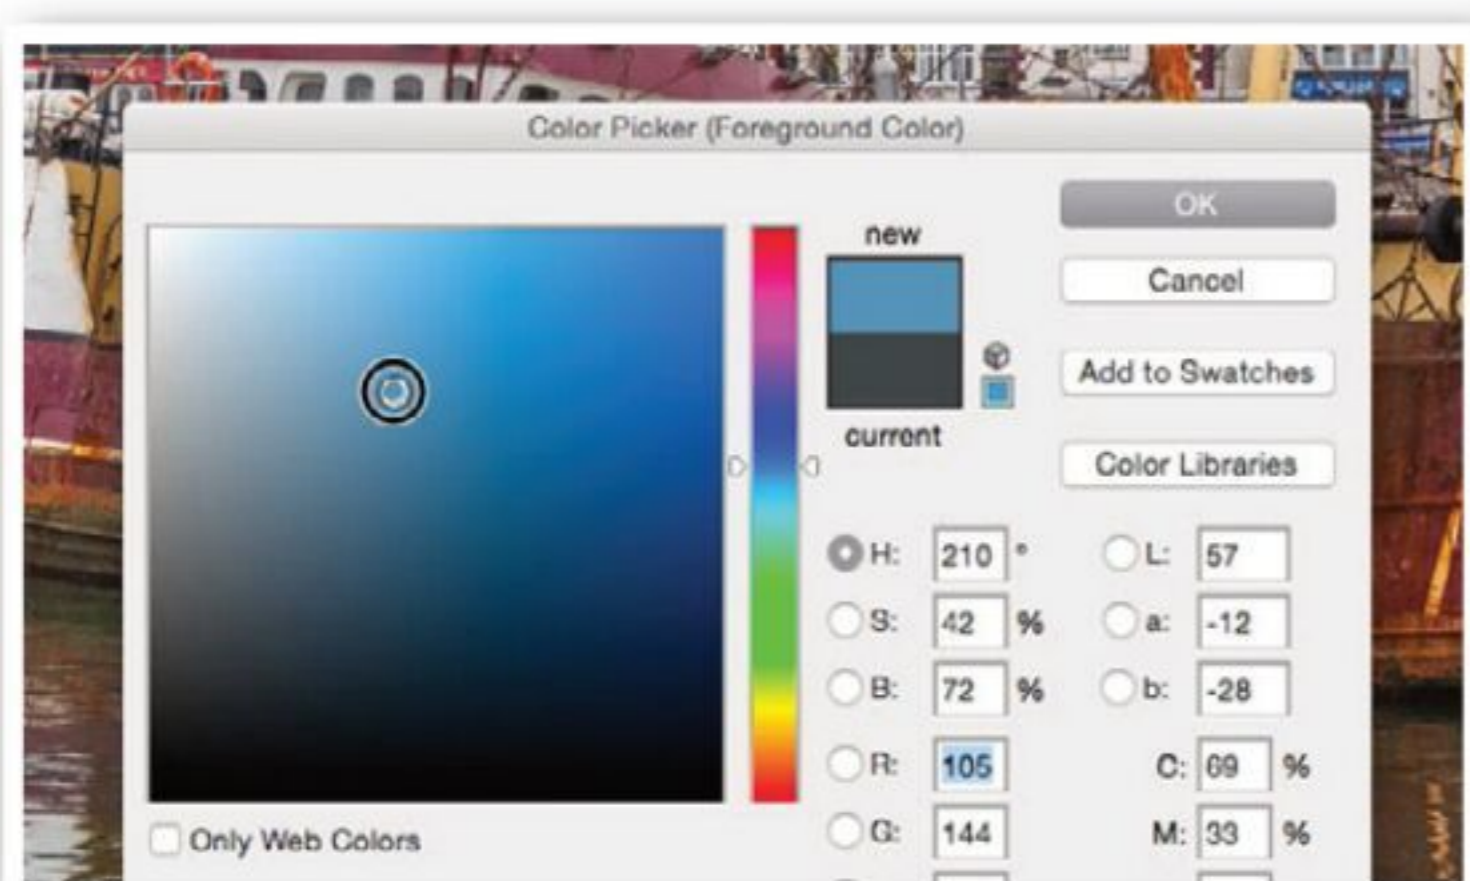 Color Picker (Foreground Color)
OK
new
Cancel
Add to Swatches
current
Color Libraries
H: 210 ° L: 57
S: 42 % a: -12
B: 72 % b: -28
R: 105 C: 69 %
G: 144 M: 33 %
Only Web Colors